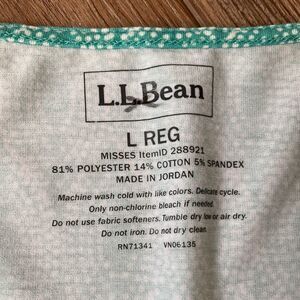 L.L.Bean
L REG
MISSES ItemID 288921
81% POLYESTER 14% COTTON 5% SPANDEX
MADE IN JORDAN
Machine wash cold with like colors. Delicate cycle.
Only non-chlorine bleach if needed.
Do not use fabric softeners. Tumble dry low or air dry.
Do not iron. Do not dry clean.
RN71341 VN06135